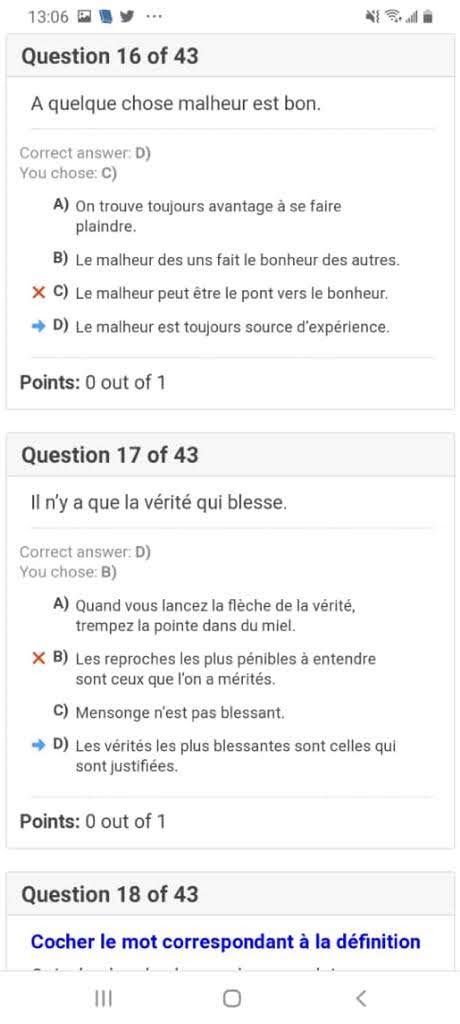 13:06
Question 16 of 43
A quelque chose malheur est bon.
Correct answer: D)
You chose: C)
A) On trouve toujours avantage à se faire
plaindre.
B) Le malheur des uns fait le bonheur des autres.
C) Le malheur peut être le pont vers le bonheur.
D) Le malheur est toujours source d'expérience.
Points: 0 out of 1
Question 17 of 43
Il n'y a que la vérité qui blesse.
Correct answer: D)
You chose: B)
A) Quand vous lancez la flèche de la vérité,
trempez la pointe dans du miel.
B) Les reproches les plus pénibles à entendre
sont ceux que l'on a mérités.
C) Mensonge n'est pas blessant.
D) Les vérités les plus blessantes sont celles qui
sont justifiées.
Points: 0 out of 1
Question 18 of 43
Cocher le mot correspondant à la définition